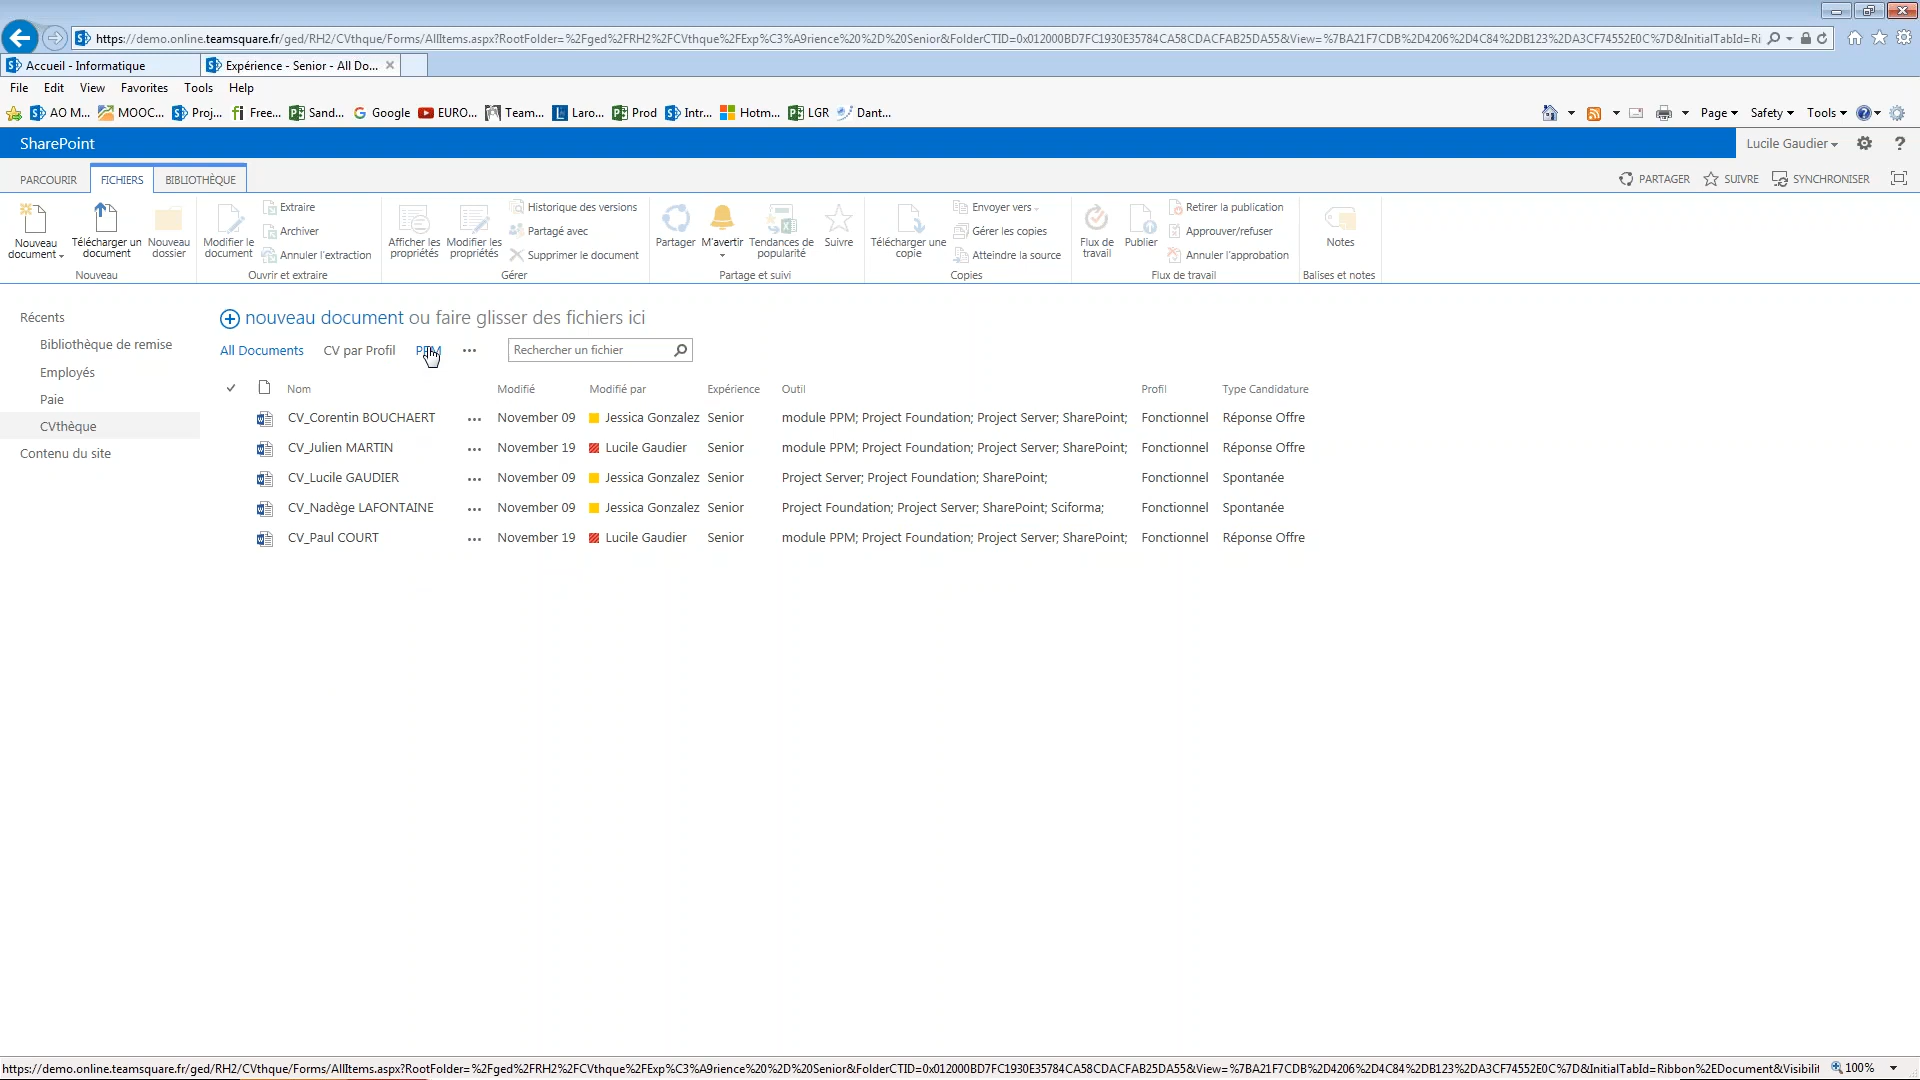 https://demo.online.teamsquare.fr/ged/RH2/CVthque/Forms/AllItems.aspx?RootFolder=%2Fged%2FRH2%2FCVthque%2FExp%C3%A9rience%20%2D%20Senior&FolderCTID=0x012000BD7FC1930E35784CA58CDACFAB25DA55&View=%7BA21F7CDB%2D4206%2D4C84%2DB123%2DA3CF74552E0C%7D&InitialTabId=Ri
Accueil - Informatique
Expérience - Senior - All Do...
File Edit View Favorites Tools Help
AO M... MOOC... Proj... Free... Sand... Google EURO... Team... Laro... Prod Intr... Hotm... LGR Dant...
Page Safety Tools
SharePoint
Lucile Gaudier
PARCOURIR FICHIERS BIBLIOTHÈQUE
PARTAGER SUIVRE SYNCHRONISER
Nouveau document
Télécharger un document
Nouveau dossier
Nouveau
Modifier le document
Extraire
Archiver
Annuler l'extraction
Ouvrir et extraire
Afficher les propriétés
Modifier les propriétés
Historique des versions
Partagé avec
Supprimer le document
Gérer
Partager
M'avertir
Tendances de popularité
Suivre
Partage et suivi
Télécharger une copie
Envoyer vers
Gérer les copies
Atteindre la source
Copies
Flux de travail
Publier
Retirer la publication
Approuver/refuser
Annuler l'approbation
Flux de travail
Notes
Balises et notes
Récents
Bibliothèque de remise
Employés
Paie
CVthèque
Contenu du site
nouveau document ou faire glisser des fichiers ici
All Documents CV par Profil PPM ... Rechercher un fichier
Nom Modifié Modifié par Expérience Outil Profil Type Candidature
CV_Corentin BOUCHAERT ... November 09 Jessica Gonzalez Senior module PPM; Project Foundation; Project Server; SharePoint; Fonctionnel Réponse Offre
CV_Julien MARTIN ... November 19 Lucile Gaudier Senior module PPM; Project Foundation; Project Server; SharePoint; Fonctionnel Réponse Offre
CV_Lucile GAUDIER ... November 09 Jessica Gonzalez Senior Project Server; Project Foundation; SharePoint; Fonctionnel Spontanée
CV_Nadège LAFONTAINE ... November 09 Jessica Gonzalez Senior Project Foundation; Project Server; SharePoint; Sciforma; Fonctionnel Spontanée
CV_Paul COURT ... November 19 Lucile Gaudier Senior module PPM; Project Foundation; Project Server; SharePoint; Fonctionnel Réponse Offre
https://demo.online.teamsquare.fr/ged/RH2/CVthque/Forms/AllItems.aspx?RootFolder=%2Fged%2FRH2%2FCVthque%2FExp%C3%A9rience%20%2D%20Senior&FolderCTID=0x012000BD7FC1930E35784CA58CDACFAB25DA55&View=%7BA21F7CDB%2D4206%2D4C84%2DB123%2DA3CF74552E0C%7D&InitialTabId=Ribbon%2EDocument&Visibili
100%